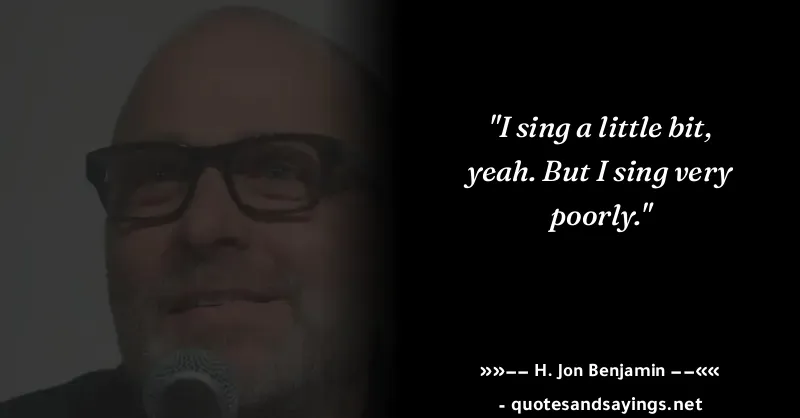 "I sing a little bit,
yeah. But I sing very
poorly."
»»−− H. Jon Benjamin −−««
- quotesandsayings.net